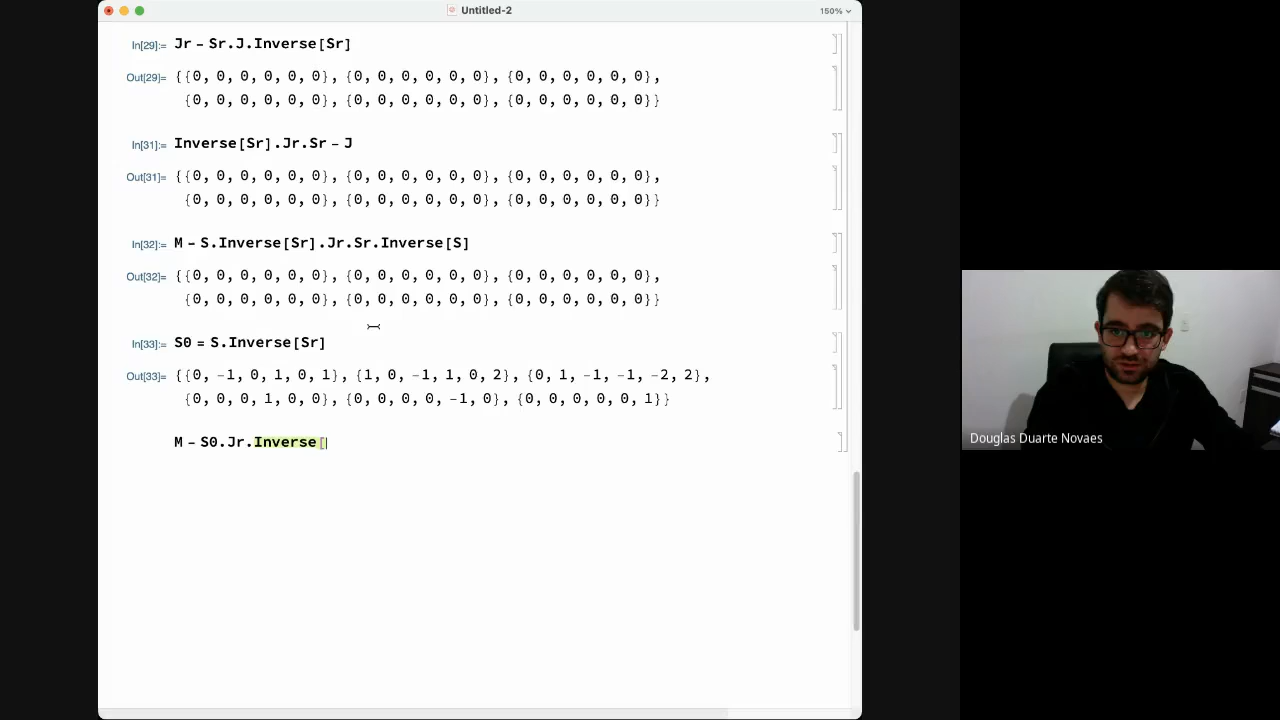 Untitled-2
150%
In[29]:= Jr - Sr.J.Inverse[Sr]
Out[29]= {{0, 0, 0, 0, 0, 0}, {0, 0, 0, 0, 0, 0}, {0, 0, 0, 0, 0, 0},
{0, 0, 0, 0, 0, 0}, {0, 0, 0, 0, 0, 0}, {0, 0, 0, 0, 0, 0}}
In[31]:= Inverse[Sr].Jr.Sr - J
Out[31]= {{0, 0, 0, 0, 0, 0}, {0, 0, 0, 0, 0, 0}, {0, 0, 0, 0, 0, 0},
{0, 0, 0, 0, 0, 0}, {0, 0, 0, 0, 0, 0}, {0, 0, 0, 0, 0, 0}}
In[32]:= M - S.Inverse[Sr].Jr.Sr.Inverse[S]
Out[32]= {{0, 0, 0, 0, 0, 0}, {0, 0, 0, 0, 0, 0}, {0, 0, 0, 0, 0, 0},
{0, 0, 0, 0, 0, 0}, {0, 0, 0, 0, 0, 0}, {0, 0, 0, 0, 0, 0}}
In[33]:= S0 = S.Inverse[Sr]
Out[33]= {{0, -1, 0, 1, 0, 1}, {1, 0, -1, 1, 0, 2}, {0, 1, -1, -1, -2, 2},
{0, 0, 0, 1, 0, 0}, {0, 0, 0, 0, -1, 0}, {0, 0, 0, 0, 0, 1}}
M - S0.Jr.Inverse[
Douglas Duarte Novaes